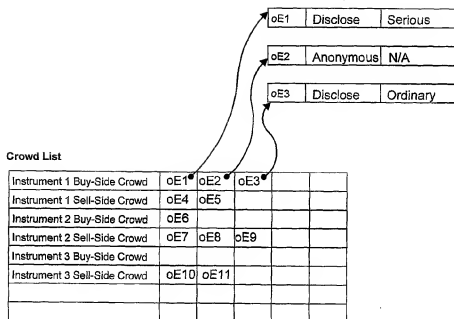 oE1 Disclose Serious
oE2 Anonymous N/A
oE3 Disclose Ordinary
Crowd List
Instrument 1 Buy-Side Crowd oE1 oE2 oE3
Instrument 1 Sell-Side Crowd oE4 oE5
Instrument 2 Buy-Side Crowd oE6
Instrument 2 Sell-Side Crowd oE7 oE8 oE9
Instrument 3 Buy-Side Crowd
Instrument 3 Sell-Side Crowd oE10 oE11